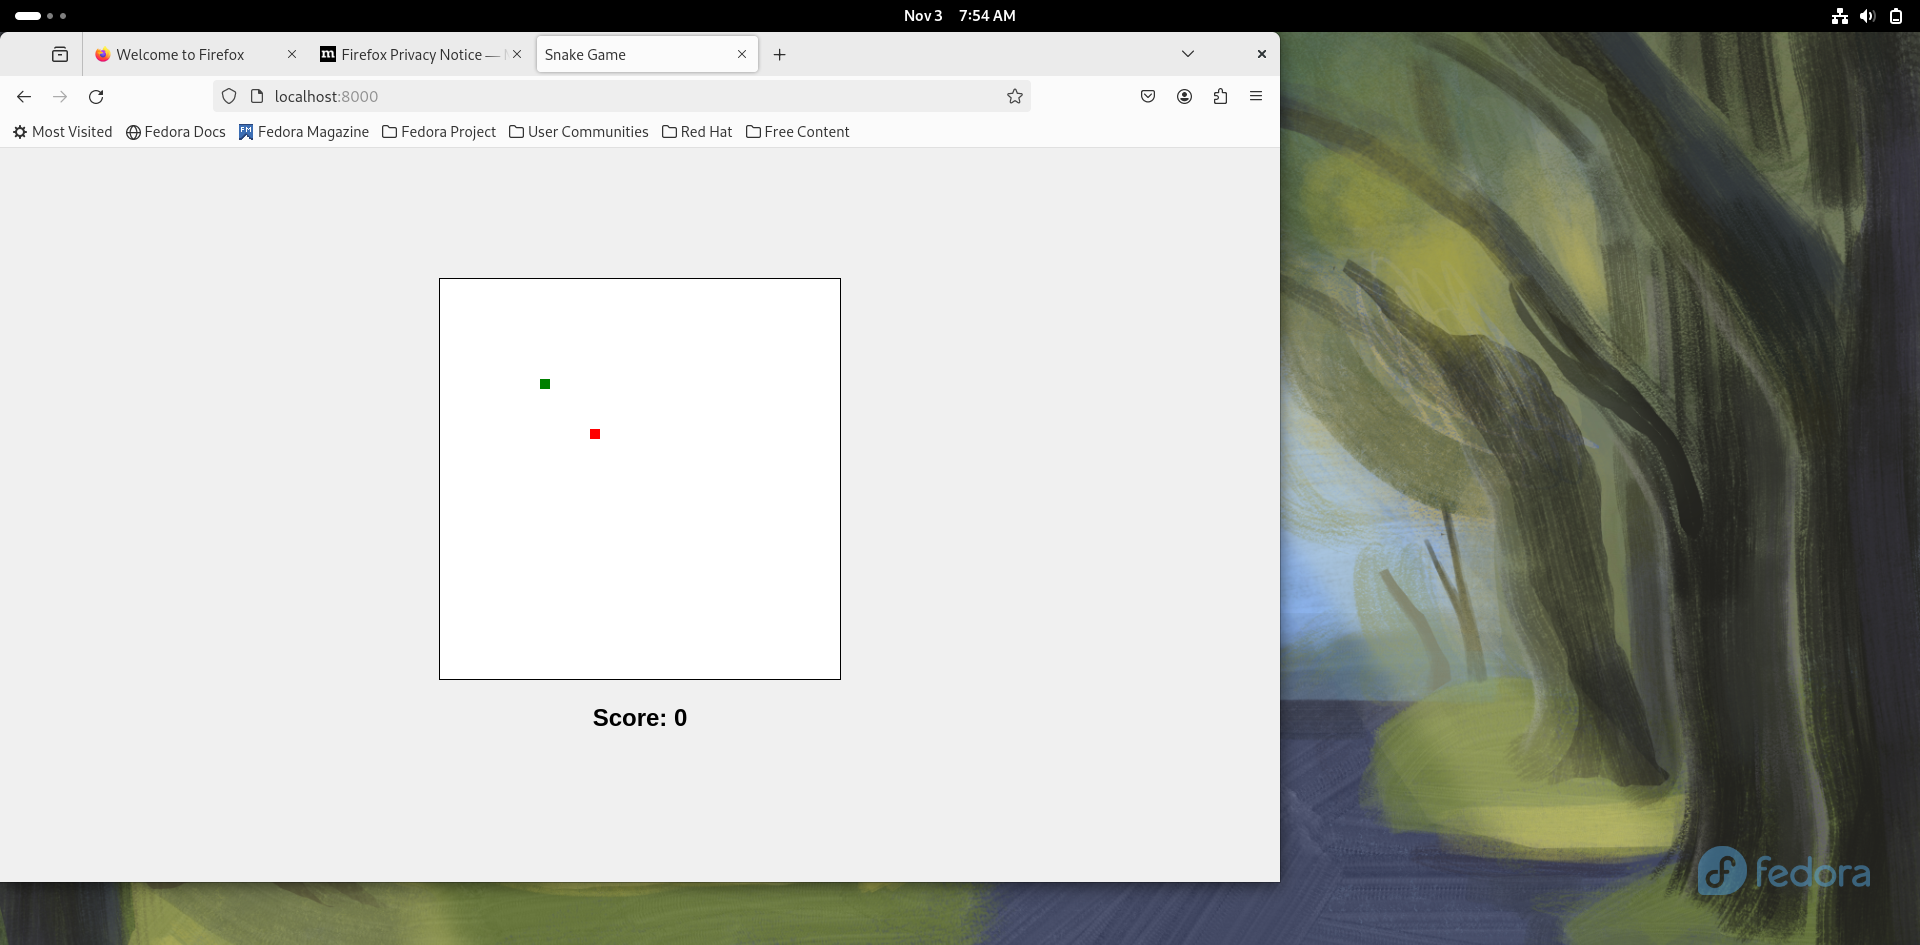 Nov 3 7:54 AM
Welcome to Firefox
Firefox Privacy Notice —
Snake Game
localhost:8000
Most Visited
Fedora Docs
Fedora Magazine
Fedora Project
User Communities
Red Hat
Free Content
Score: 0
fedora